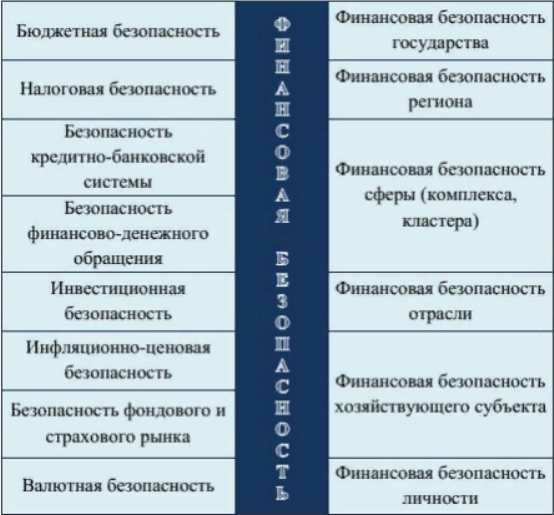 Бюджетная безопасность
Налоговая безопасность
Безопасность
кредитно-банковской
системы
Безопасность
финансово-денежного
обращения
Инвестиционная
безопасность
Инфляционно-ценовая
безопасность
Безопасность фондового и
страхового рынка
Валютная безопасность
ФИНАНСОВАЯ БЕЗОПАСНОСТЬ
Финансовая безопасность
государства
Финансовая безопасность
региона
Финансовая безопасность
сферы (комплекса,
кластера)
Финансовая безопасность
отрасли
Финансовая безопасность
хозяйствующего субъекта
Финансовая безопасность
личности